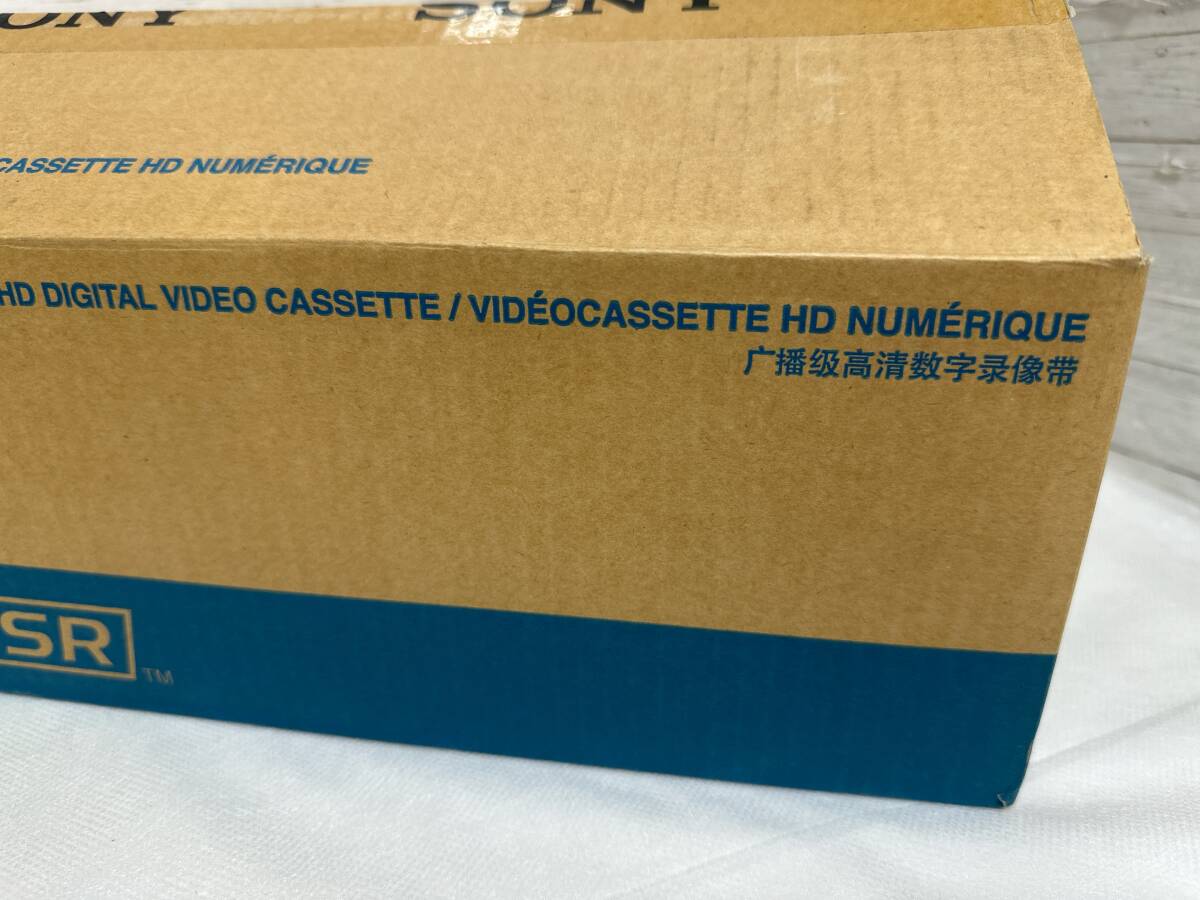 SONY
CASSETTE HD NUMÉRIQUE
HD DIGITAL VIDEO CASSETTE / VIDÉOCASSETTE HD NUMÉRIQUE
广播级高清数字录像带
SR
TM